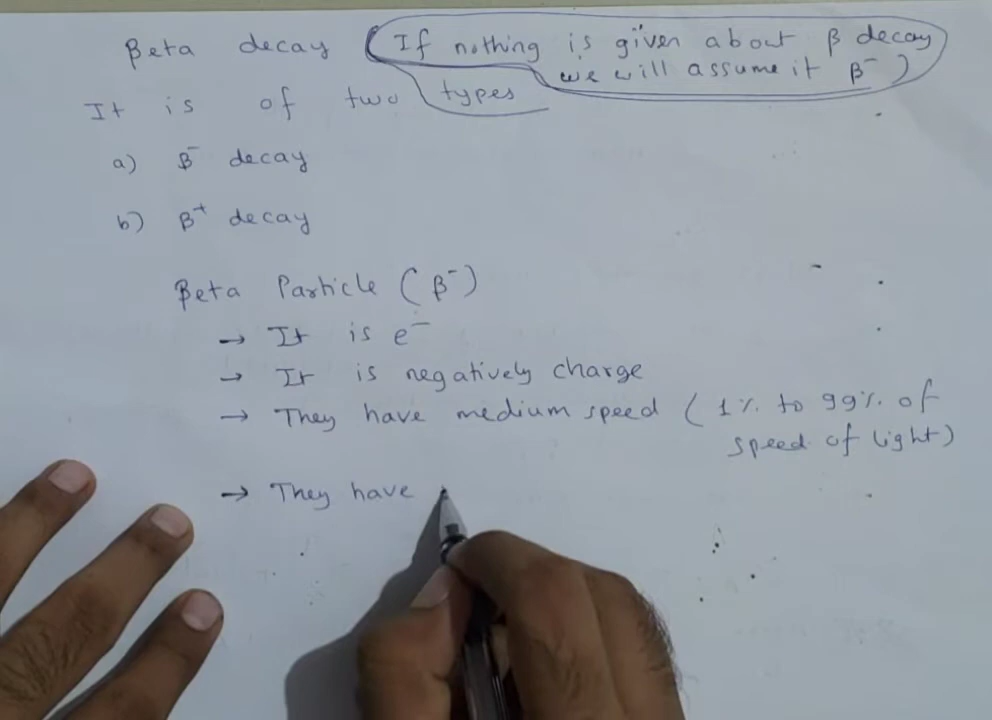 Beta decay (If nothing is given about β decay
we will assume it β⁻)
It is of two types
a) β⁻ decay
b) β⁺ decay
Beta Particle (β⁻)
→ It is e⁻
→ It is negatively charge
→ They have medium speed (1% to 99% of
speed of light)
→ They have